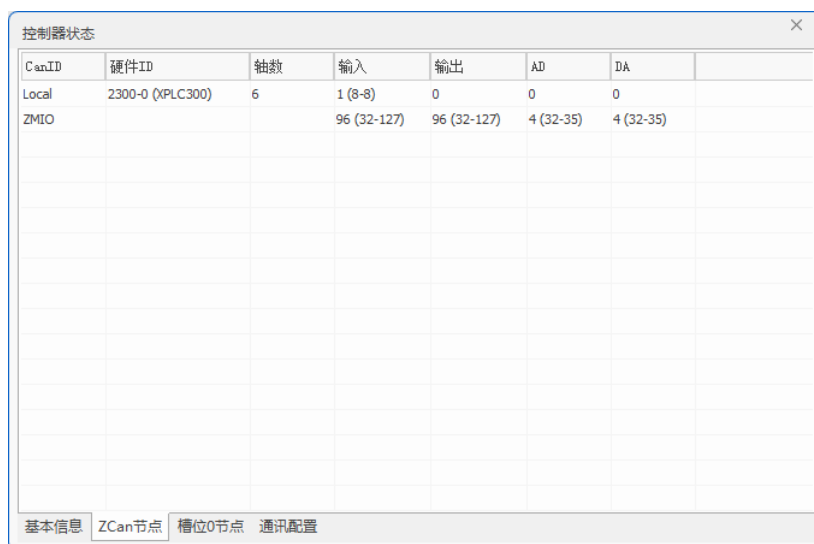 控制器状态
CanID 硬件ID 轴数 输入 输出 AD DA
Local 2300-0 (XPLC300) 6 1 (8-8) 0 0 0
ZMIO 96 (32-127) 96 (32-127) 4 (32-35) 4 (32-35)
基本信息 ZCan节点 槽位0节点 通讯配置